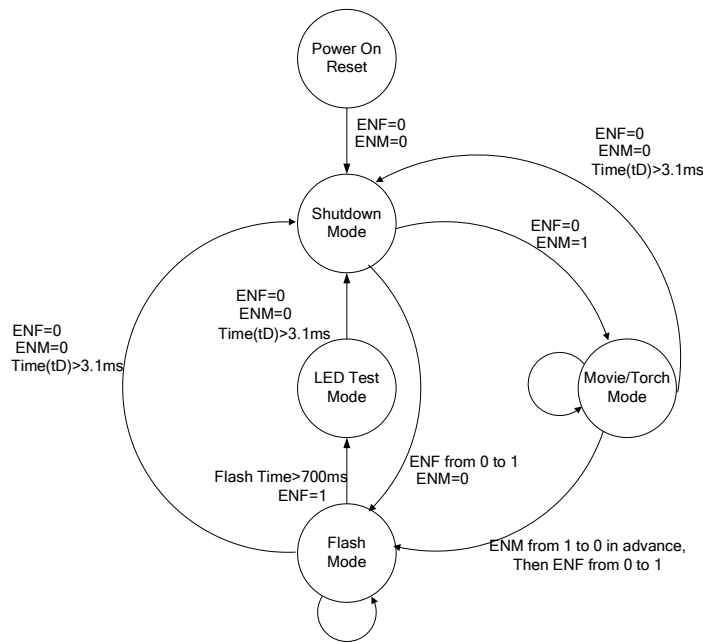 Power On
Reset
ENF=0
ENM=0
ENF=0
ENM=0
Time(tD)>3.1ms
Shutdown
Mode
ENF=0
ENM=1
ENF=0
ENM=0
Time(tD)>3.1ms
ENF=0
ENM=0
Time(tD)>3.1ms
LED Test
Mode
Movie/Torch
Mode
Flash Time>700ms
ENF=1
ENF from 0 to 1
ENM=0
Flash
Mode
ENM from 1 to 0 in advance,
Then ENF from 0 to 1